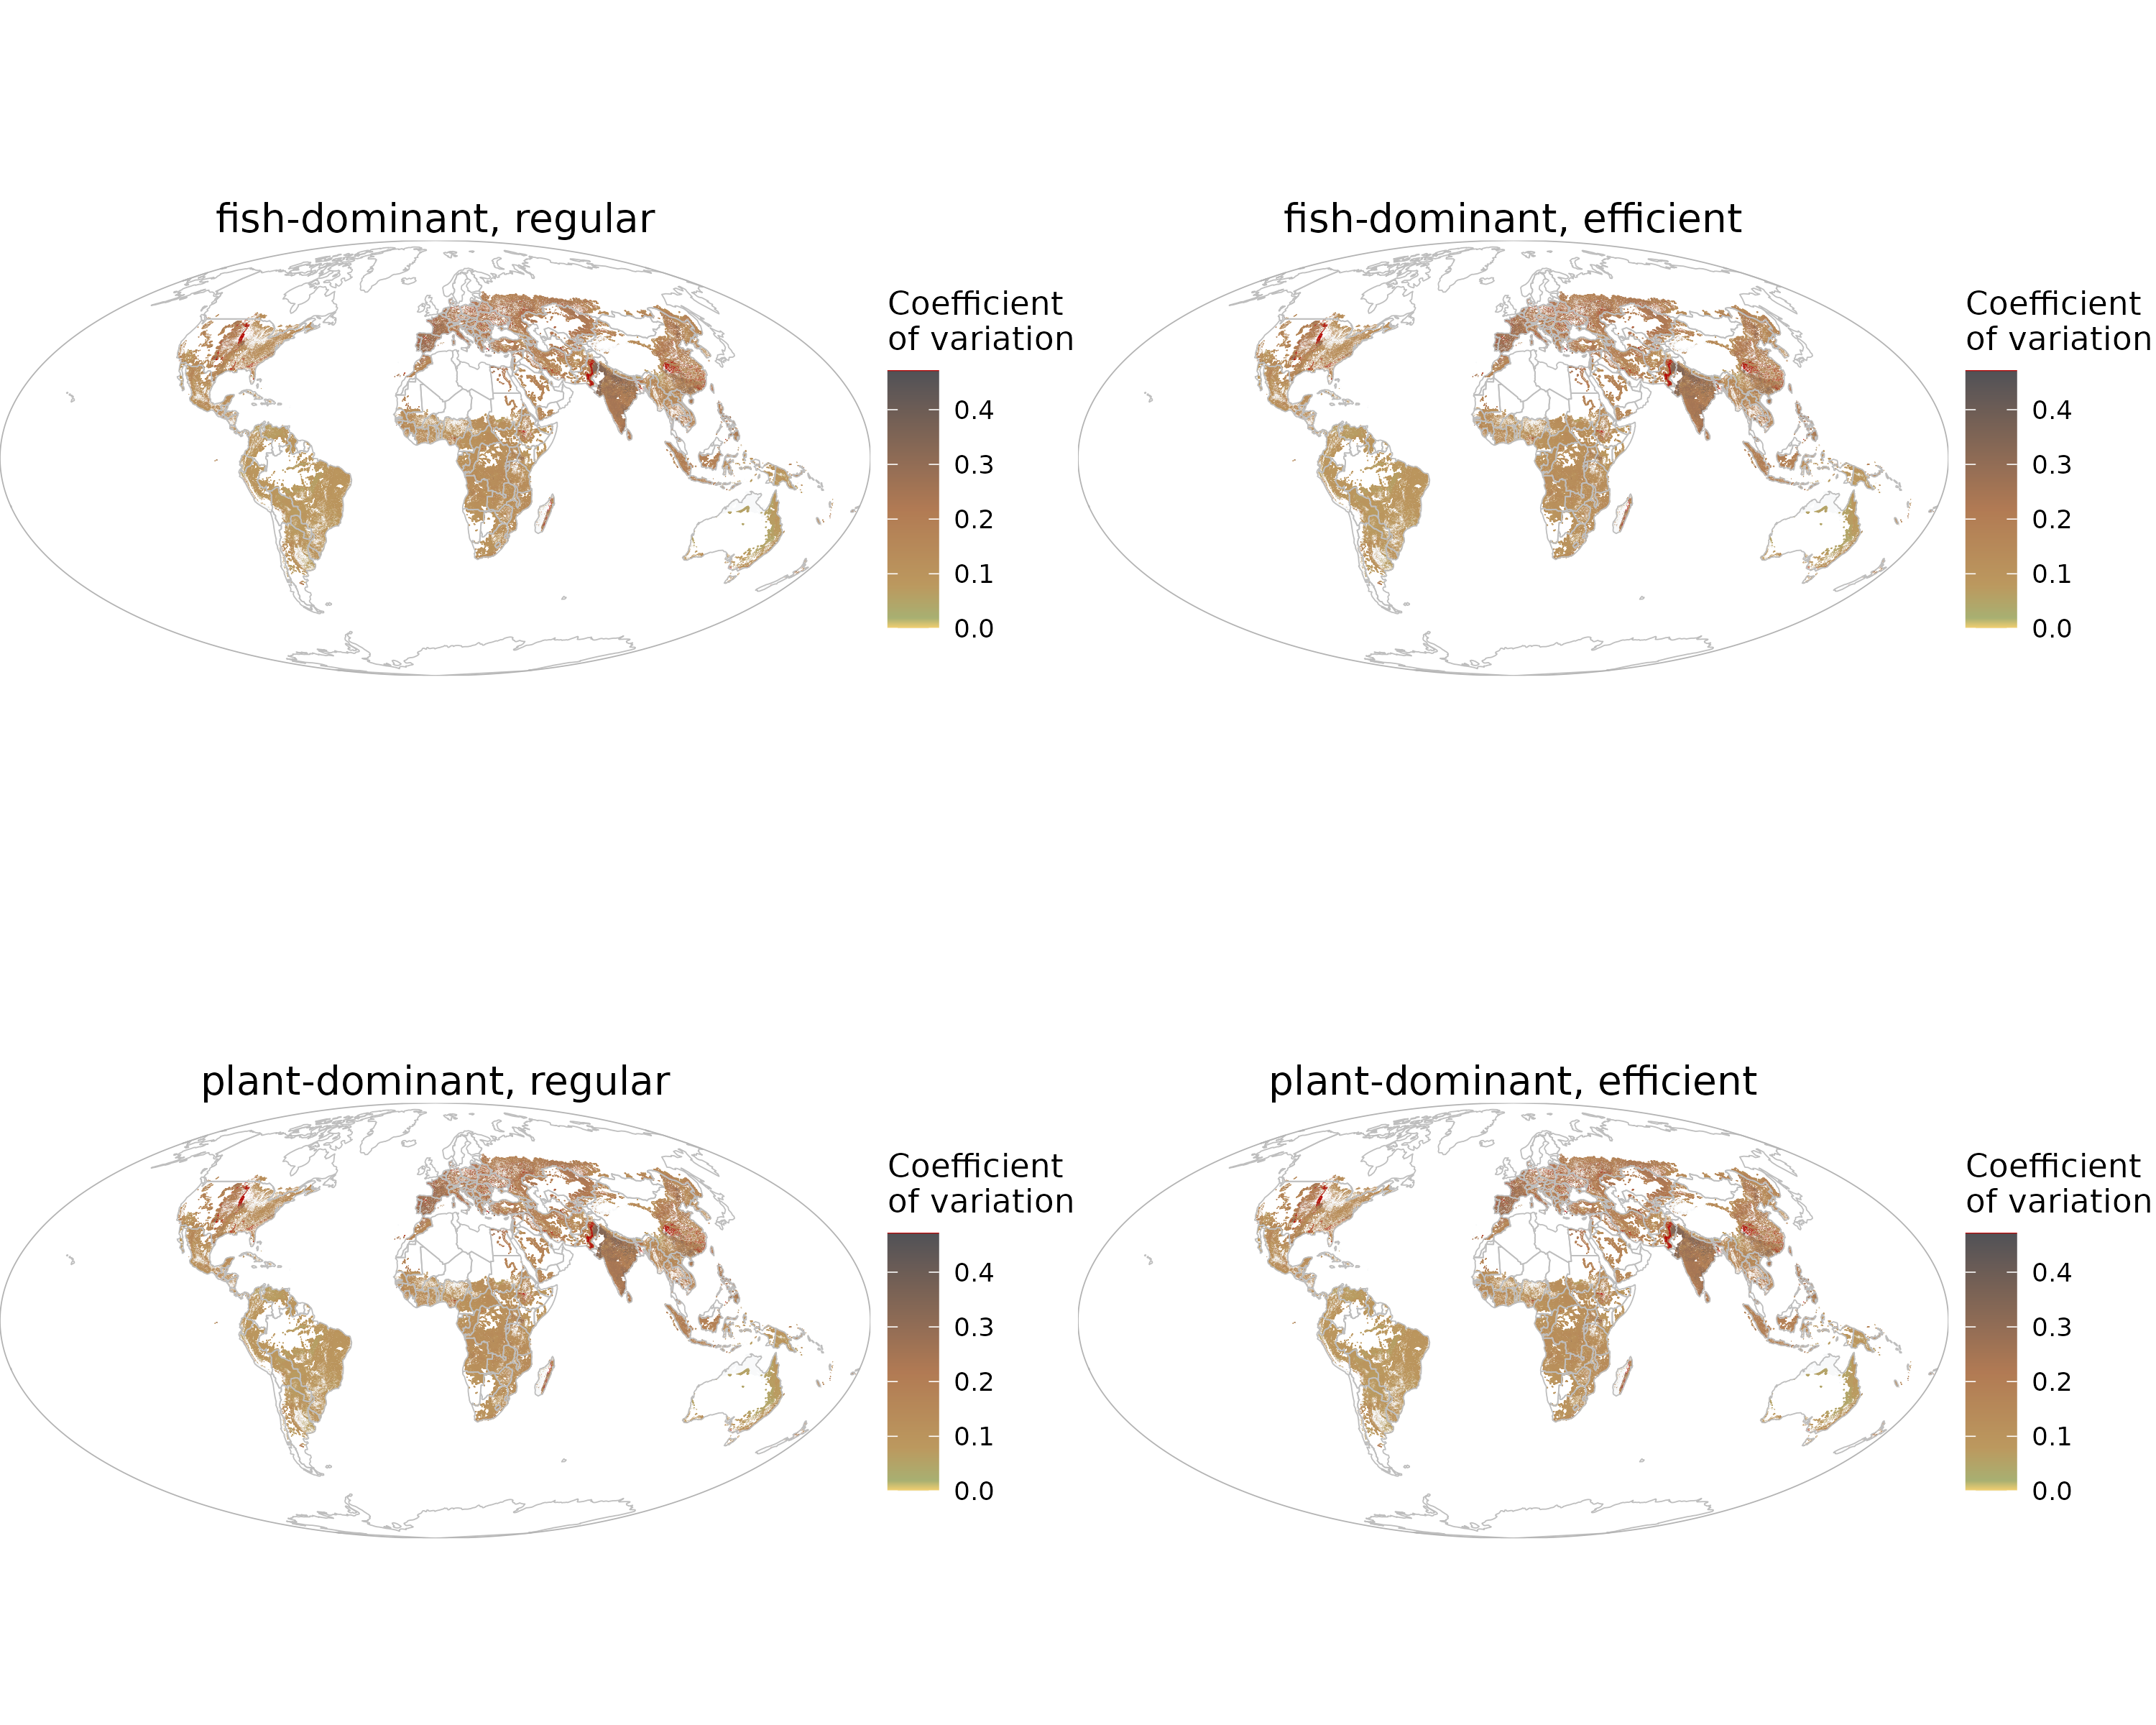 fish-dominant, regular
Coefficient
of variation
0.4
0.3
0.2
0.1
0.0
fish-dominant, efficient
Coefficient
of variation
0.4
0.3
0.2
0.1
0.0
plant-dominant, regular
Coefficient
of variation
0.4
0.3
0.2
0.1
0.0
plant-dominant, efficient
Coefficient
of variation
0.4
0.3
0.2
0.1
0.0